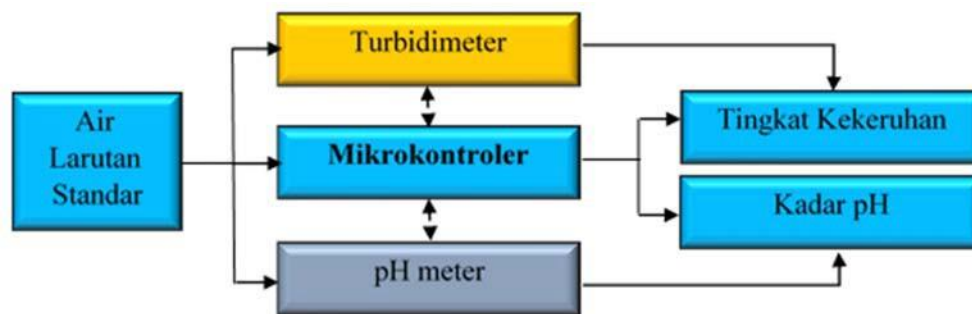 Air
Larutan
Standar
Turbidimeter
Mikrokontroler
pH meter
Tingkat Kekeruhan
Kadar pH